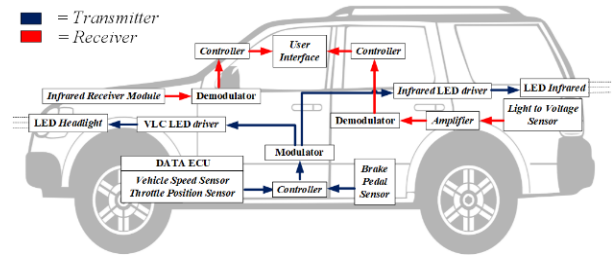 = Transmitter
= Receiver
Controller
User
Interface
Controller
Infrared LED driver
LED Infrared
Infrared Receiver Module
Demodulator
Light to Voltage
Sensor
LED Headlight
VLC LED driver
Demodulator
Amplifier
Modulator
DATA ECU
Vehicle Speed Sensor
Throttle Position Sensor
Controller
Brake
Pedal
Sensor